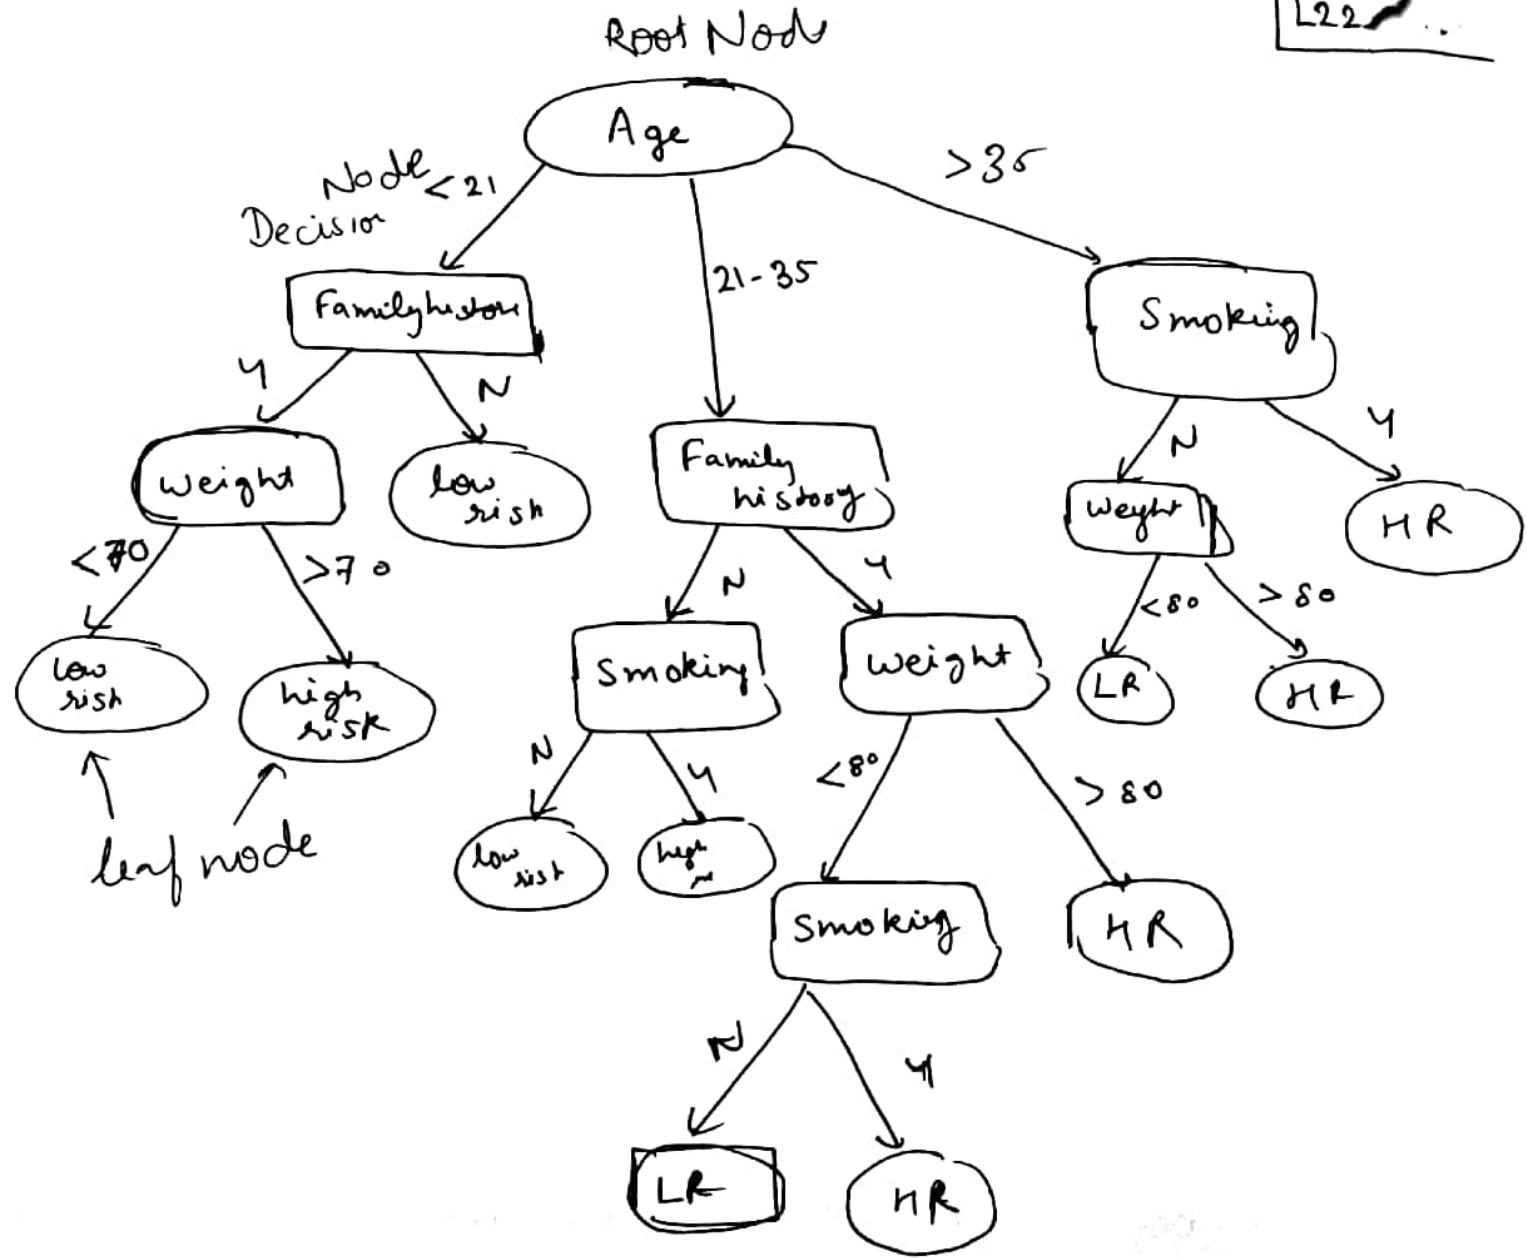 L22
Root Node
Age
Node
Decision
<21
21-35
>35
Family
Smoking
Y
N
N
Y
weight
low
risk
Family
history
weight
HR
<70
>70
N
Y
<80
>80
low
risk
high
risk
Smoking
weight
LR
HR
leaf node
N
Y
<80
>80
low
risk
high
Smoking
HR
N
Y
LR
HR